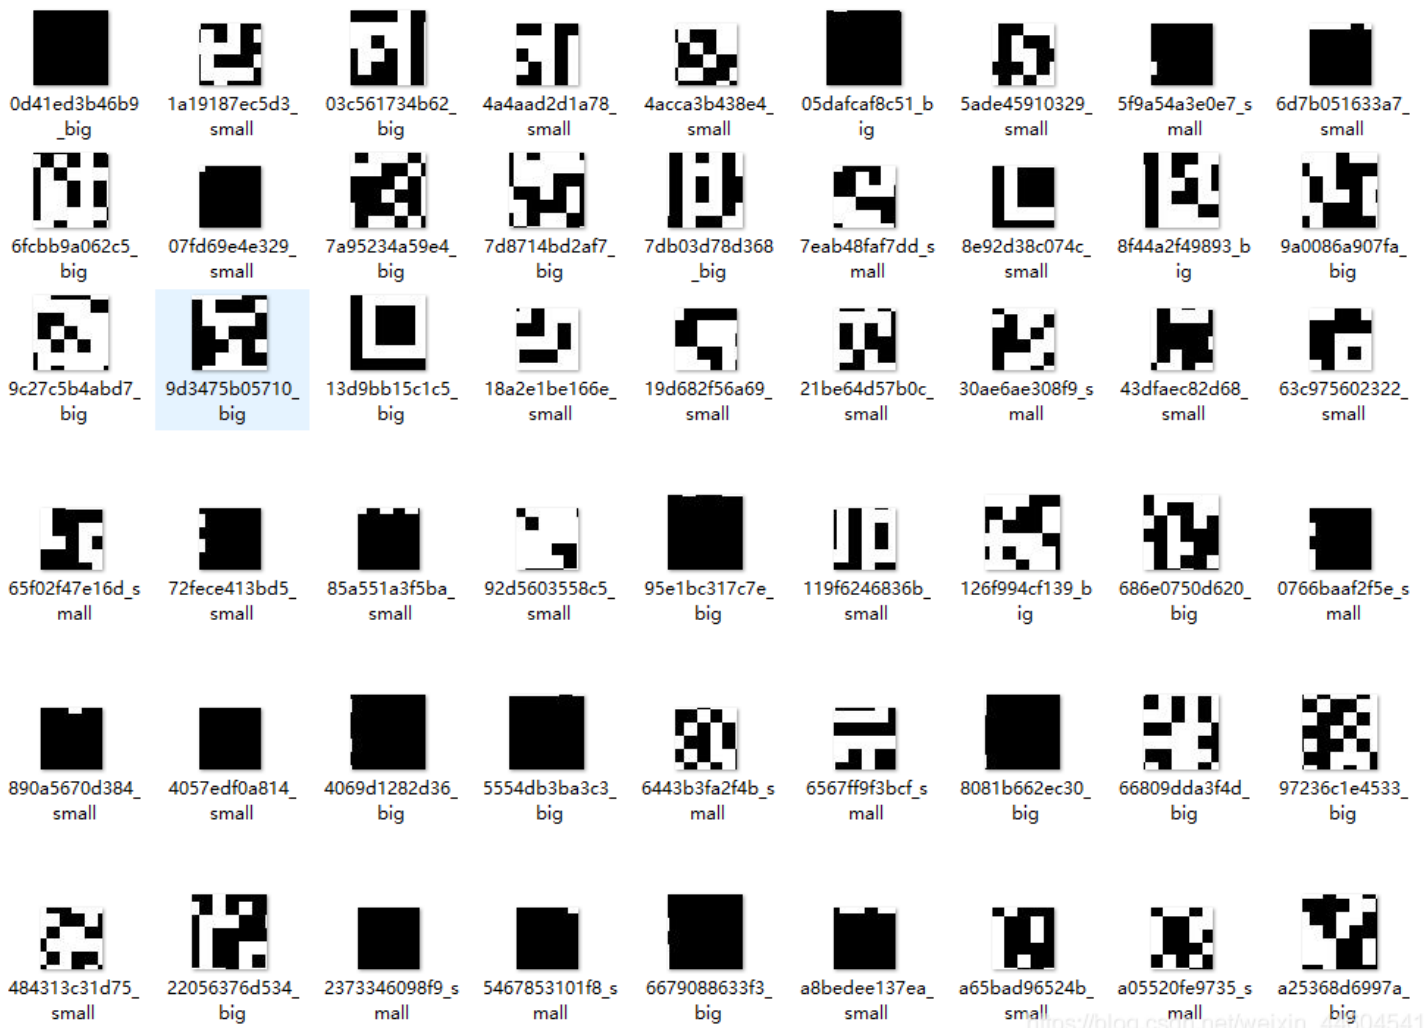 0d41ed3b46b9
_big
1a19187ec5d3_
small
03c561734b62_
big
4a4aad2d1a78_
small
4acca3b438e4_
small
05dafcaf8c51_b
ig
5ade45910329_
small
5f9a54a3e0e7_s
mall
6d7b051633a7_
small
6fcbb9a062c5_
big
07fd69e4e329_
small
7a95234a59e4_
big
7d8714bd2af7_
big
7db03d78d368
_big
7eab48faf7dd_s
mall
8e92d38c074c_
small
8f44a2f49893_b
ig
9a0086a907fa_
big
9c27c5b4abd7_
big
9d3475b05710_
big
13d9bb15c1c5_
big
18a2e1be166e_
small
19d682f56a69_
small
21be64d57b0c_
small
30ae6ae308f9_s
mall
43dfaec82d68_
small
63c975602322_
small
65f02f47e16d_s
mall
72fece413bd5_
small
85a551a3f5ba_
small
92d5603558c5_
small
95e1bc317c7e_
big
119f6246836b_
small
126f994cf139_b
ig
686e0750d620_
big
0766baaf2f5e_s
mall
890a5670d384_
small
4057edf0a814_
small
4069d1282d36_
big
5554db3ba3c3_
big
6443b3fa2f4b_s
mall
6567ff9f3bcf_s
mall
8081b662ec30_
big
66809dda3f4d_
big
97236c1e4533_
big
484313c31d75_
small
22056376d534_
big
2373346098f9_s
mall
5467853101f8_s
mall
6679088633f3_
big
a8bedee137ea_
small
a65bad96524b_
small
a05520fe9735_s
mall
a25368d6997a_
big